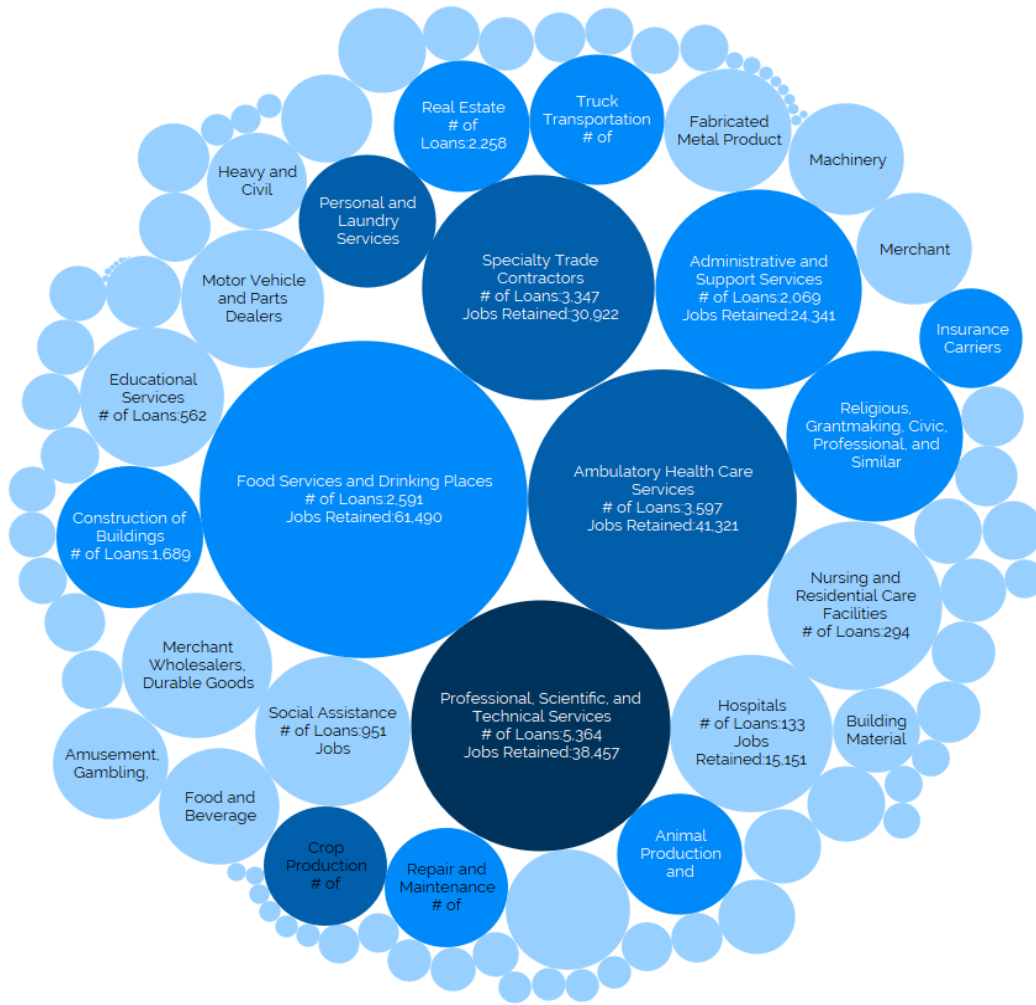 Real Estate
# of
Loans:2,258
Truck
Transportation
# of
Fabricated
Metal Product
Machinery
Heavy and
Civil
Personal and
Laundry
Services
Specialty Trade
Contractors
# of Loans:3,347
Jobs Retained:30,922
Administrative and
Support Services
# of Loans:2,069
Jobs Retained:24,341
Merchant
Motor Vehicle
and Parts
Dealers
Insurance
Carriers
Educational
Services
# of Loans:562
Religious,
Grantmaking, Civic,
Professional, and
Similar
Food Services and Drinking Places
# of Loans:2,591
Jobs Retained:61,490
Ambulatory Health Care
Services
# of Loans:3,597
Jobs Retained:41,321
Construction of
Buildings
# of Loans:1,689
Nursing and
Residential Care
Facilities
# of Loans:294
Merchant
Wholesalers,
Durable Goods
Social Assistance
# of Loans:951
Jobs
Professional, Scientific, and
Technical Services
# of Loans:5,364
Jobs Retained:38,457
Hospitals
# of Loans:133
Jobs
Retained:15,151
Building
Material
Amusement,
Gambling,
Food and
Beverage
Crop
Production
# of
Repair and
Maintenance
# of
Animal
Production
and